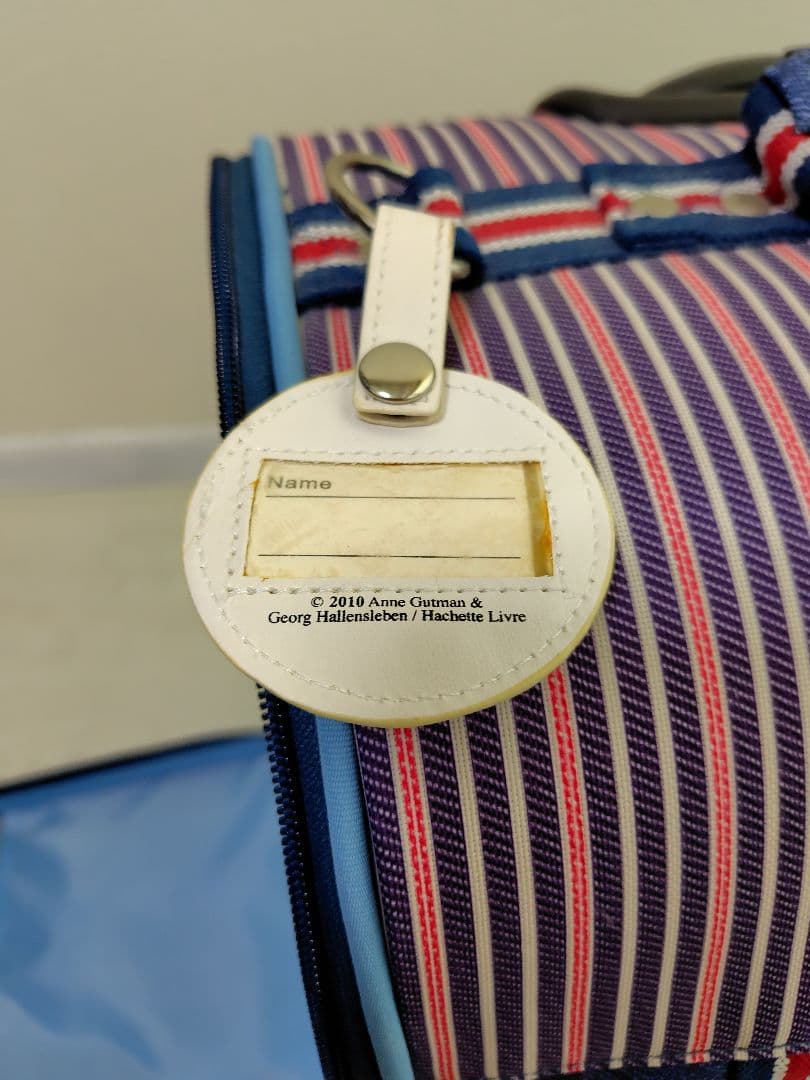 Name
© 2010 Anne Gutman &
Georg Hallensleben / Hachette Livre